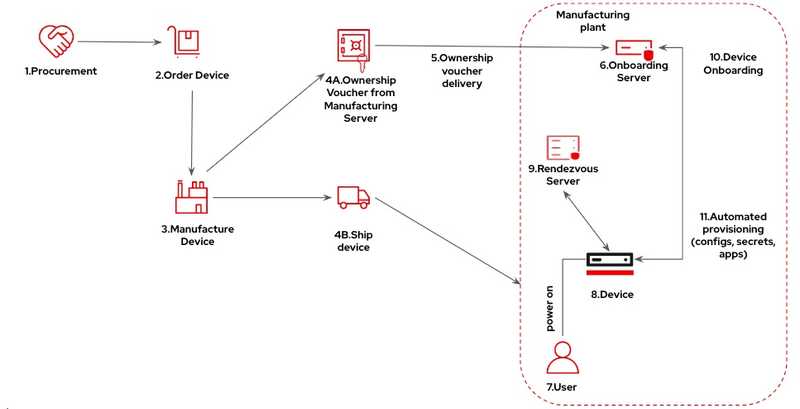 Manufacturing
plant
1.Procurement
2.Order Device
4A.Ownership
Voucher from
Manufacturing
Server
5.Ownership
voucher
delivery
6.Onboarding
Server
10.Device
Onboarding
9.Rendezvous
Server
3.Manufacture
Device
4B.Ship
device
11.Automated
provisioning
(configs, secrets,
apps)
8.Device
power on
7.User